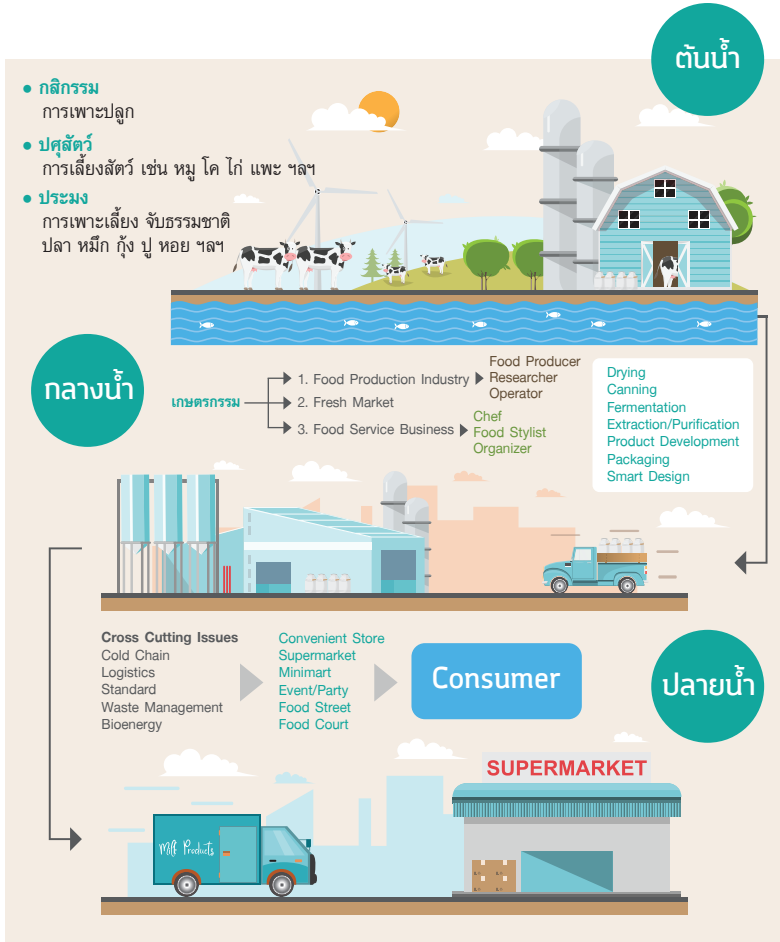 ต้นน้ำ
• กสิกรรม
การเพาะปลูก
• ปศุสัตว์
การเลี้ยงสัตว์ เช่น หมู โค ไก่ แพะ ฯลฯ
• ประมง
การเพาะเลี้ยง จับธรรมชาติ
ปลา หมึก กุ้ง ปู หอย ฯลฯ
กลางน้ำ
เกษตรกรรม
1. Food Production Industry
2. Fresh Market
3. Food Service Business
Food Producer
Researcher
Operator
Chef
Food Stylist
Organizer
Drying
Canning
Fermentation
Extraction/Purification
Product Development
Packaging
Smart Design
Cross Cutting Issues
Cold Chain
Logistics
Standard
Waste Management
Bioenergy
Convenient Store
Supermarket
Minimart
Event/Party
Food Street
Food Court
Consumer
ปลายน้ำ
SUPERMARKET
Milk Products